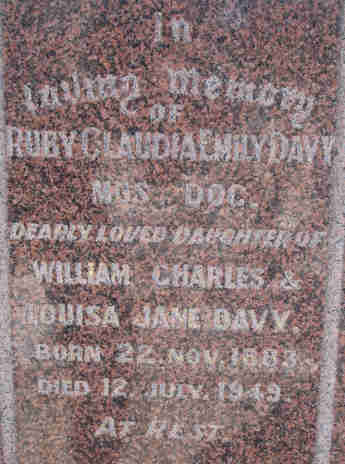 In
Loving Memory
OF
RUBY CLAUDIA EMILY DAVY
MUS. DOC.
DEARLY LOVED DAUGHTER OF
WILLIAM CHARLES &
LOUISA JANE DAVY.
BORN 22. NOV. 1883.
DIED 12. JULY. 1949.
AT REST